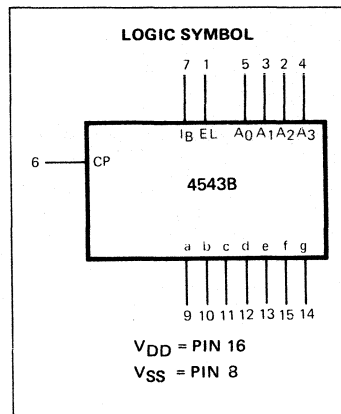 LOGIC SYMBOL
7 1 5 3 2 4
IB EL A0 A1 A2 A3
6 CP
4543B
a b c d e f g
9 10 11 12 13 15 14
VDD = PIN 16
VSS = PIN 8